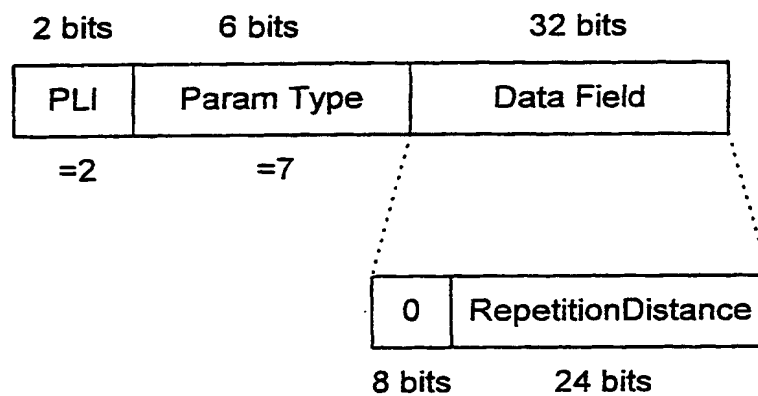 2 bits 6 bits 32 bits
PLI Param Type Data Field
=2 =7
0 RepetitionDistance
8 bits 24 bits